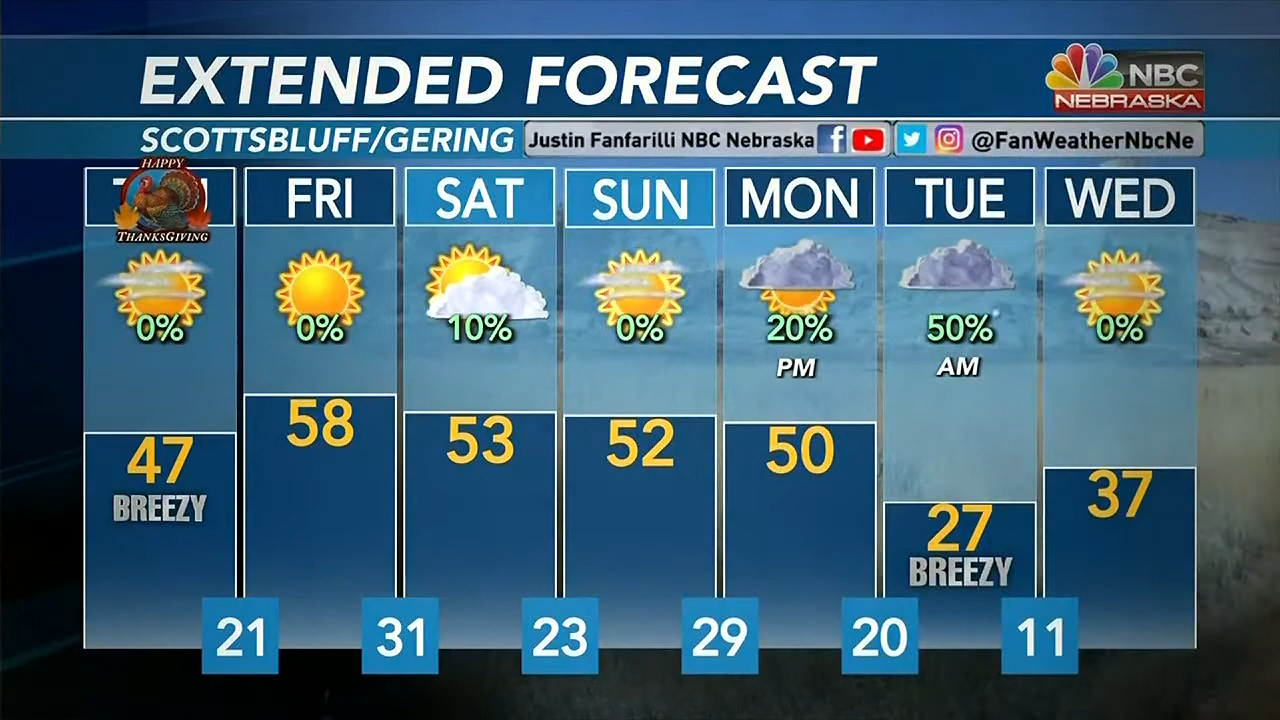 EXTENDED FORECAST
NBC
NEBRASKA
SCOTTSBLUFF/GERING
Justin Fanfarilli NBC Nebraska
@FanWeatherNbcNe
HAPPY
THANKSGIVING
FRI
SAT
SUN
MON
TUE
WED
0%
0%
10%
0%
20%
50%
0%
PM
AM
47
58
53
52
50
27
37
BREEZY
BREEZY
21
31
23
29
20
11